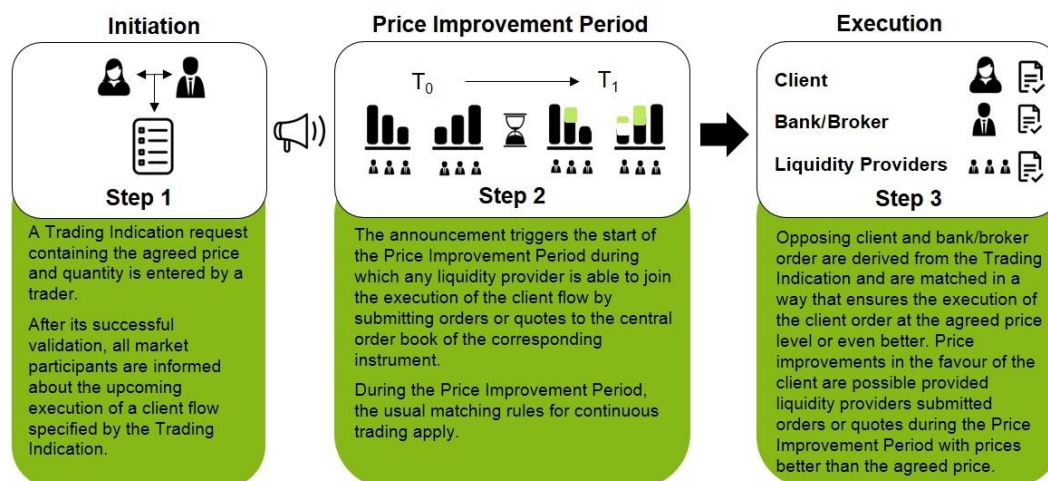 Initiation
Step 1
A Trading Indication request
containing the agreed price
and quantity is entered by a
trader.
After its successful
validation, all market
participants are informed
about the upcoming
execution of a client flow
specified by the Trading
Indication.
Price Improvement Period
T0
T1
Step 2
The announcement triggers the start of
the Price Improvement Period during
which any liquidity provider is able to join
the execution of the client flow by
submitting orders or quotes to the central
order book of the corresponding
instrument.
During the Price Improvement Period,
the usual matching rules for continuous
trading apply.
Execution
Client
Bank/Broker
Liquidity Providers
Step 3
Opposing client and bank/broker
order are derived from the Trading
Indication and are matched in a
way that ensures the execution of
the client order at the agreed price
level or even better. Price
improvements in the favour of the
client are possible provided
liquidity providers submitted
orders or quotes during the Price
Improvement Period with prices
better than the agreed price.